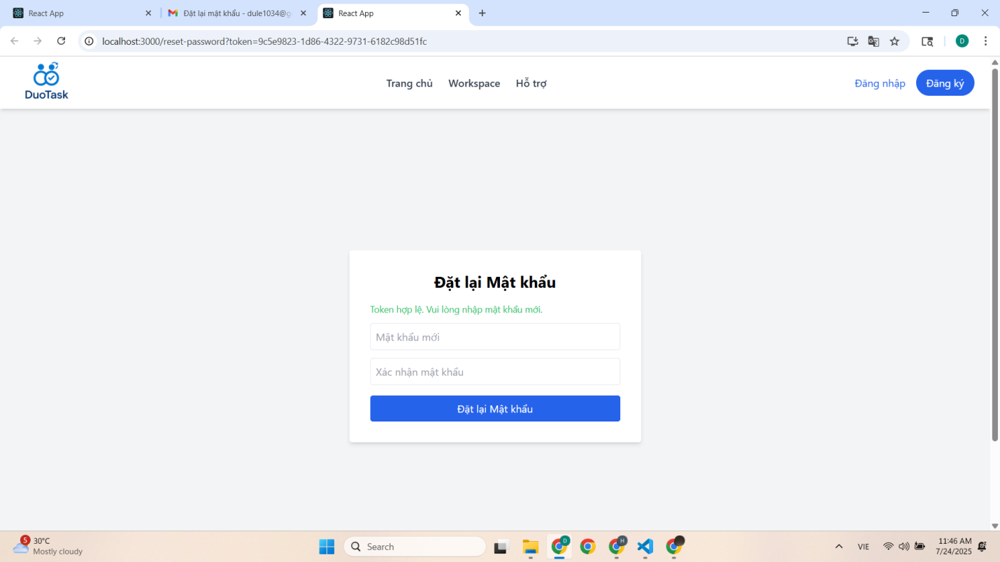 React App
Đặt lại mật khẩu - dule1034@g
React App
localhost:3000/reset-password?token=9c5e9823-1d86-4322-9731-6182c98d51fc
D
DuoTask
Trang chủ
Workspace
Hỗ trợ
Đăng nhập
Đăng ký
Đặt lại Mật khẩu
Token hợp lệ. Vui lòng nhập mật khẩu mới.
Mật khẩu mới
Xác nhận mật khẩu
Đặt lại Mật khẩu
5
30°C
Mostly cloudy
Search
D
H
VIE
11:46 AM
7/24/2025